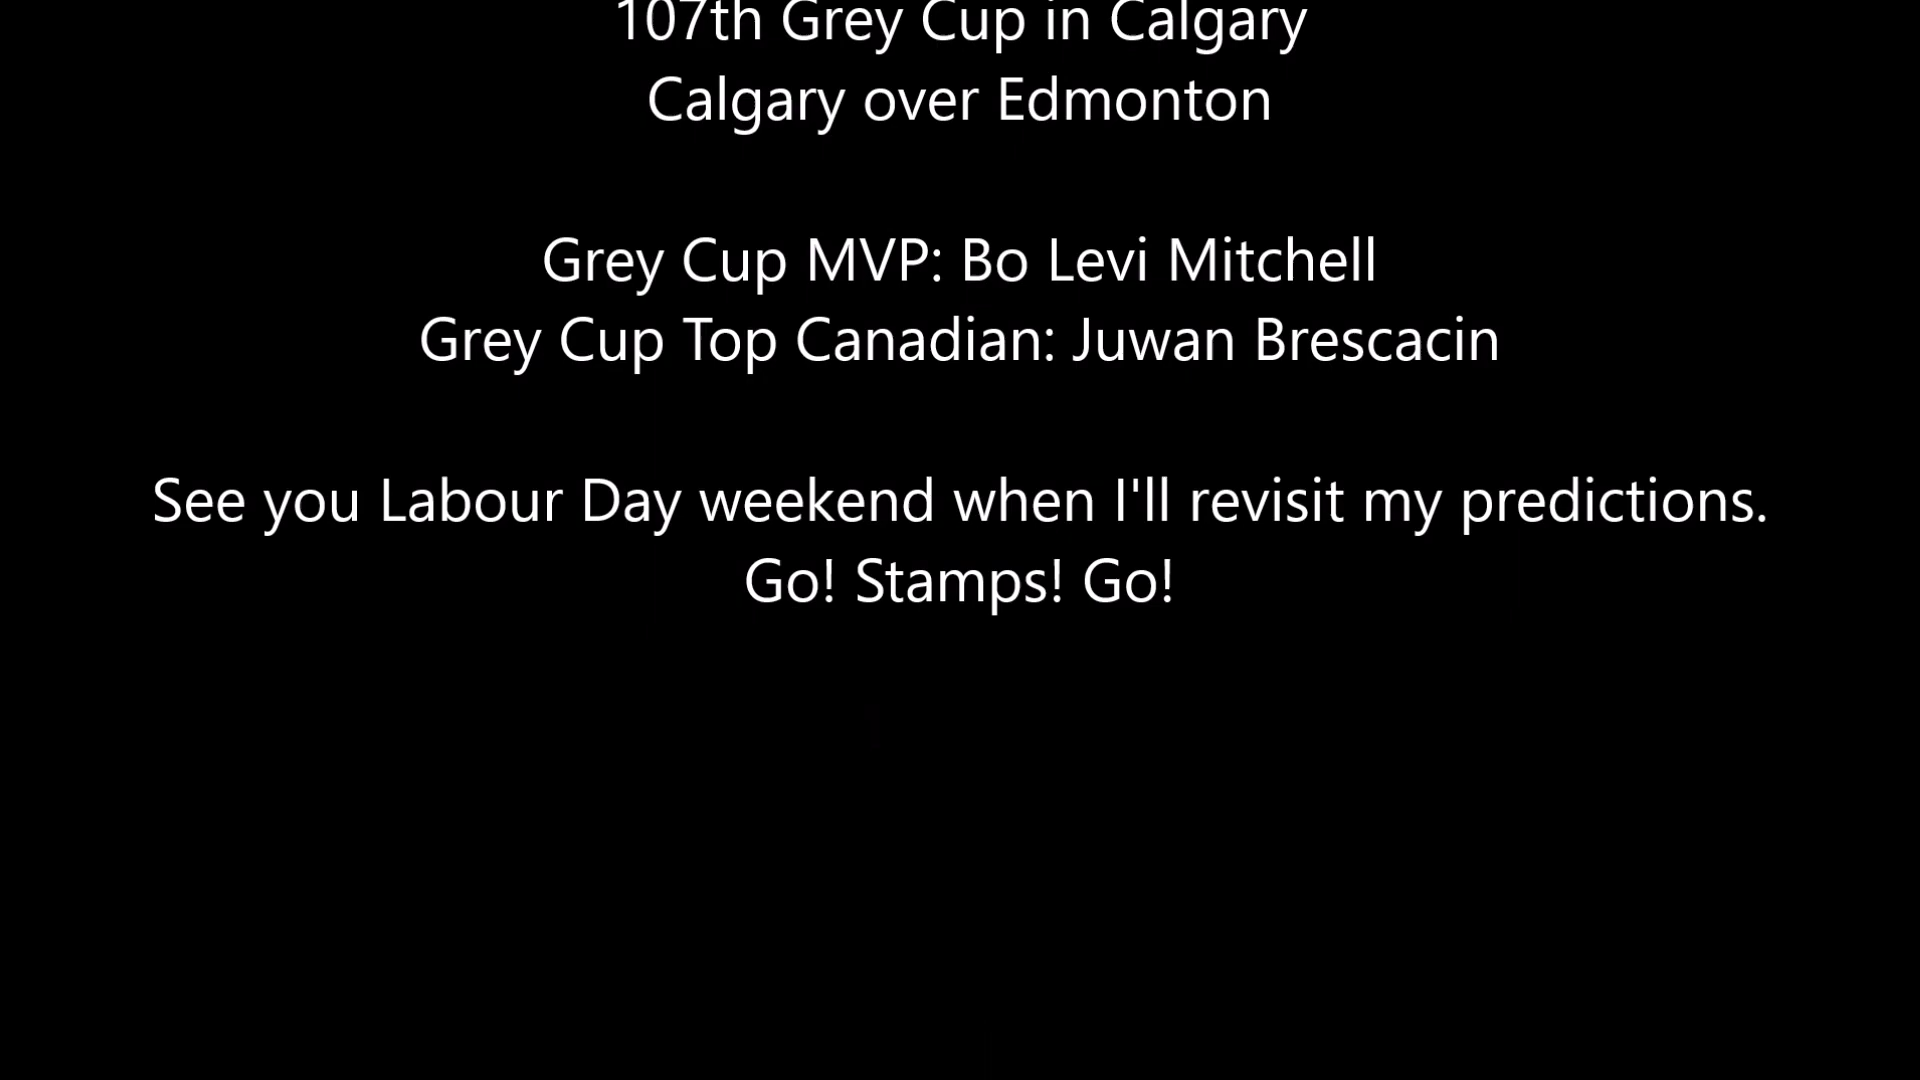 107th Grey Cup in Calgary
Calgary over Edmonton
Grey Cup MVP: Bo Levi Mitchell
Grey Cup Top Canadian: Juwan Brescacin
See you Labour Day weekend when I'll revisit my predictions.
Go! Stamps! Go!